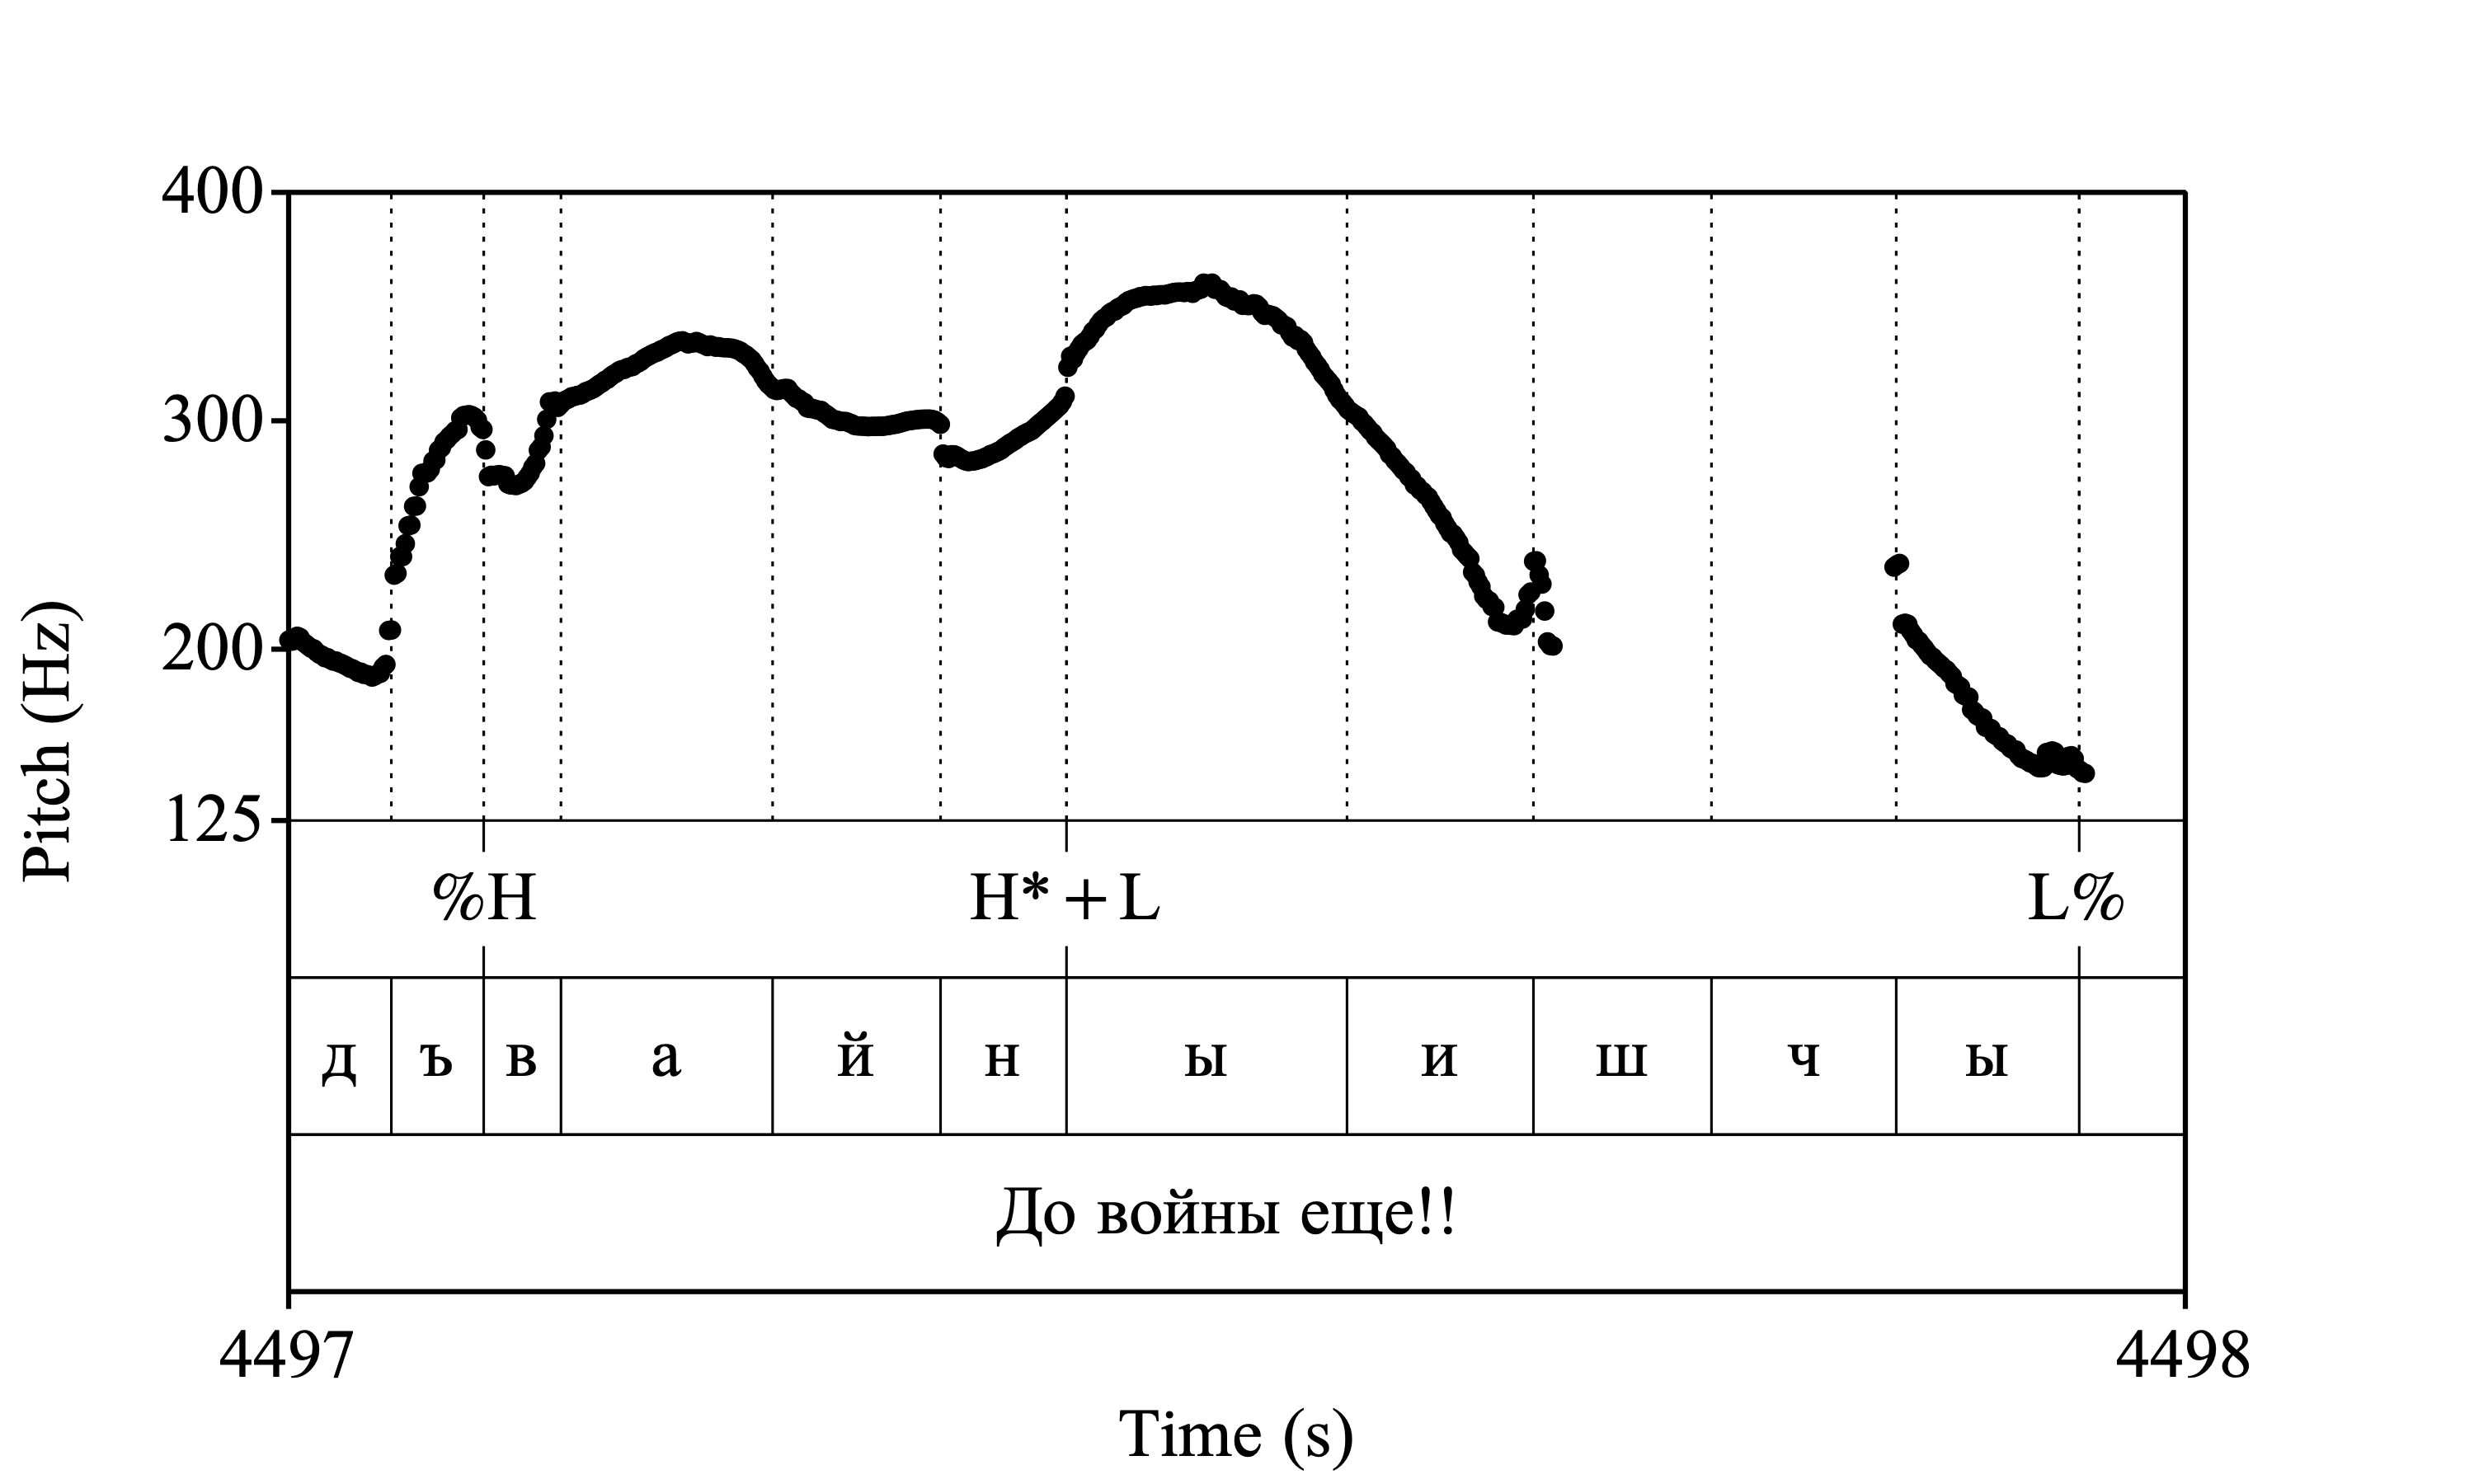 400
300
200
125
Pitch (Hz)
%H H* + L L%
д ъ в а й н ы и ш ч ы
До войны еще!!
4497 4498
Time (s)